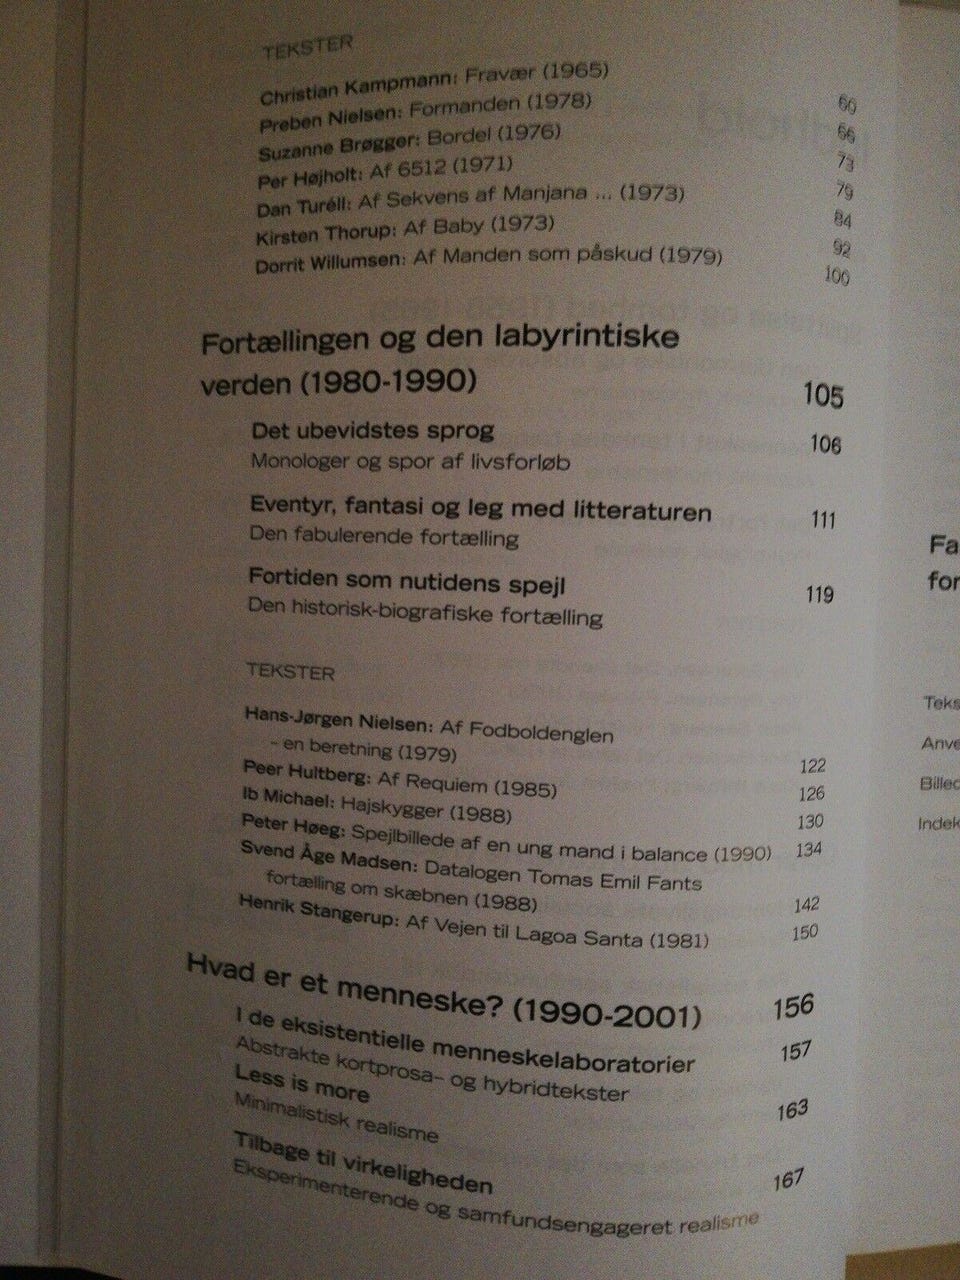 TEKSTER
Christian Kampmann: Fravær (1965) 60
Preben Nielsen: Formanden (1978) 66
Suzanne Brøgger: Bordel (1976) 73
Per Højholt: Af 6512 (1971) 79
Dan Turéll: Af Sekvens af Manjana ... (1973) 84
Kirsten Thorup: Af Baby (1973) 92
Dorrit Willumsen: Af Manden som påskud (1979) 100
Fortællingen og den labyrintiske
verden (1980-1990) 105
Det ubevidstes sprog 106
Monologer og spor af livsforløb
Eventyr, fantasi og leg med litteraturen 111
Den fabulerende fortælling
Fortiden som nutidens spejl 119
Den historisk-biografiske fortælling
TEKSTER
Hans-Jørgen Nielsen: Af Fodboldenglen
- en beretning (1979) 122
Peer Hultberg: Af Requiem (1985) 126
Ib Michael: Hajskygger (1988) 130
Peter Høeg: Spejlbillede af en ung mand i balance (1990) 134
Svend Åge Madsen: Datalogen Tomas Emil Fants
fortælling om skæbnen (1988) 142
Henrik Stangerup: Af Vejen til Lagoa Santa (1981) 150
Hvad er et menneske? (1990-2001) 156
I de eksistentielle menneskelaboratorier 157
Abstrakte kortprosa- og hybridtekster
Less is more 163
Minimalistisk realisme
Tilbage til virkeligheden 167
Eksperimenterende og samfundsengageret realisme
Fa
for
Teks
Anve
Billed
Indek